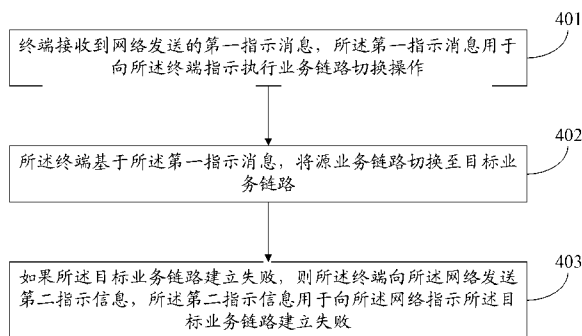 401
终端接收到网络发送的第一指示消息，所述第一指示消息用于
向所述终端指示执行业务链路切换操作
402
所述终端基于所述第一指示消息，将源业务链路切换至目标业
务链路
403
如果所述目标业务链路建立失败，则所述终端向所述网络发送
第二指示信息，所述第二指示信息用于向所述网络指示所述目
标业务链路建立失败